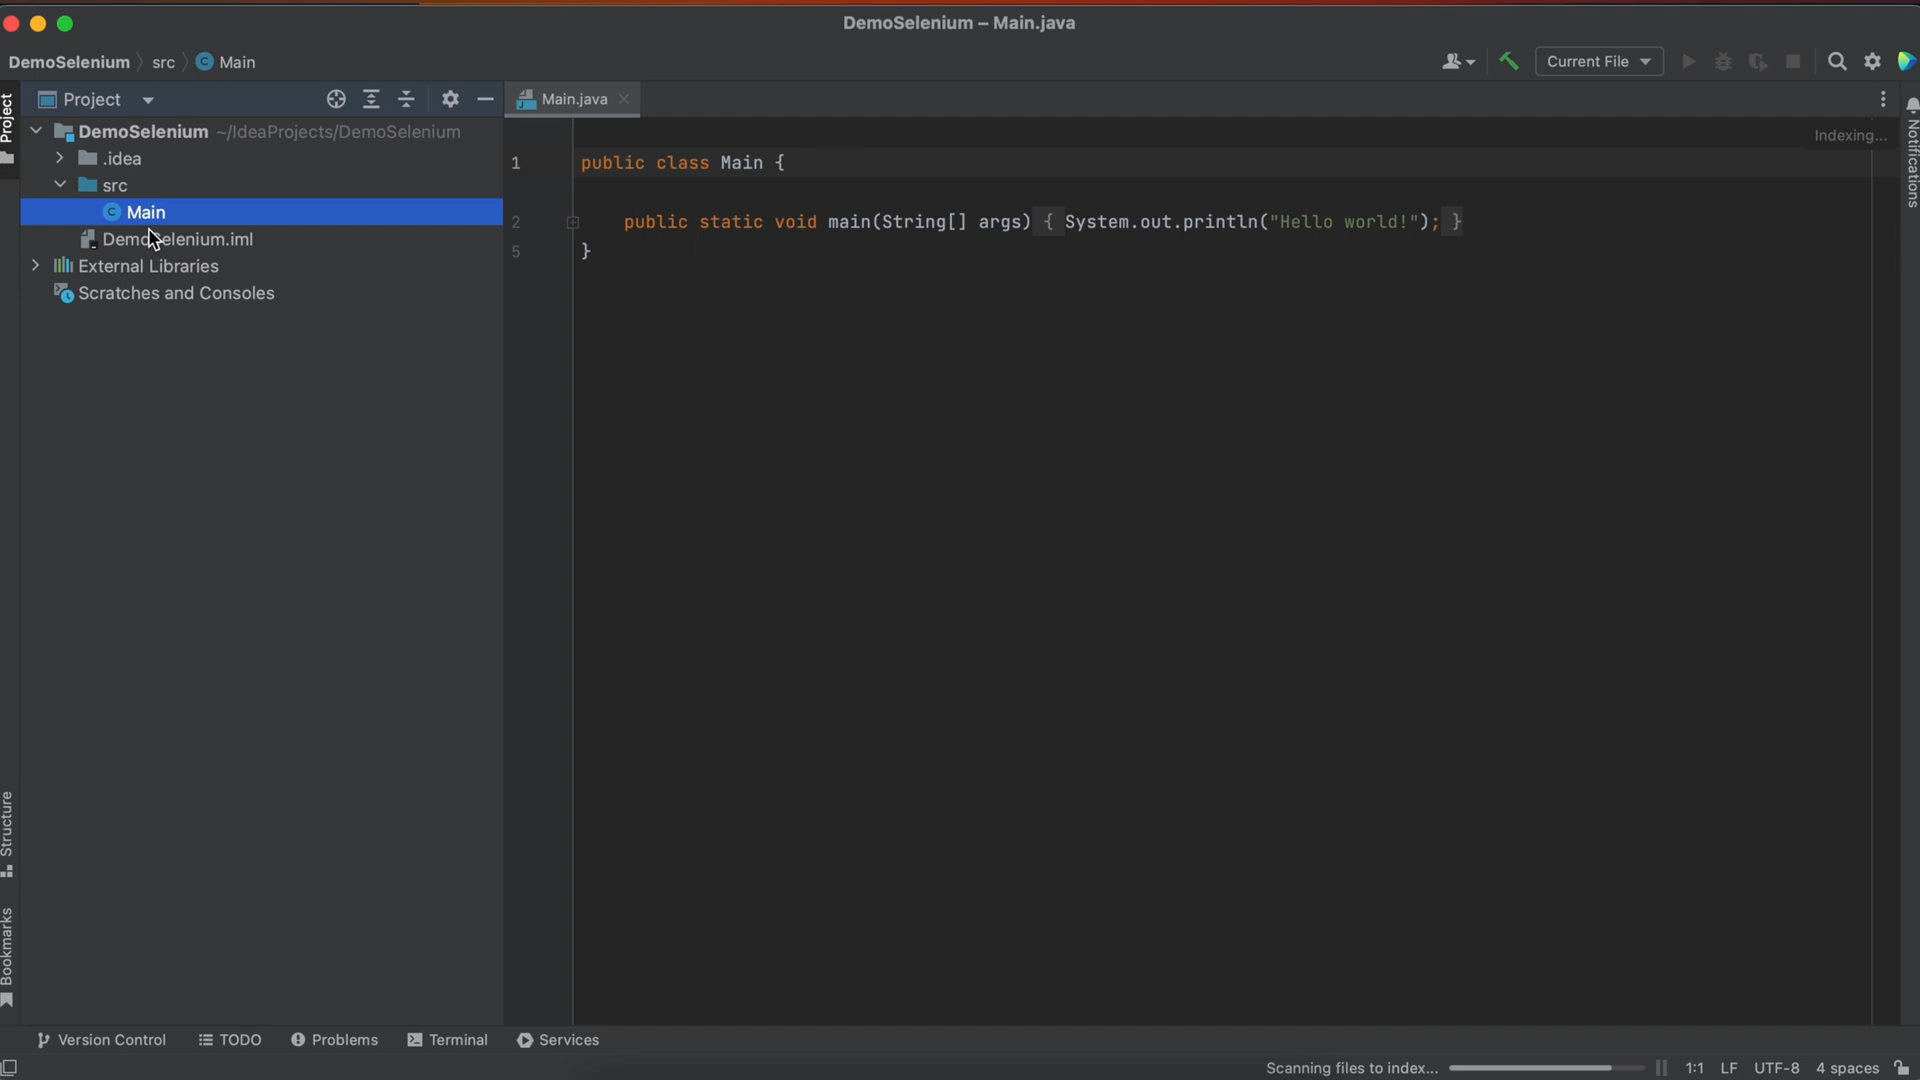 DemoSelenium – Main.java
DemoSelenium src Main
Current File
Project
Project
Main.java
Notifications
DemoSelenium ~/IdeaProjects/DemoSelenium
Indexing...
.idea
src
Main
DemoSelenium.iml
External Libraries
Scratches and Consoles
1 public class Main {
2 public static void main(String[] args) { System.out.println("Hello world!"); }
5 }
Structure
Bookmarks
Version Control TODO Problems Terminal Services
Scanning files to index... 1:1 LF UTF-8 4 spaces